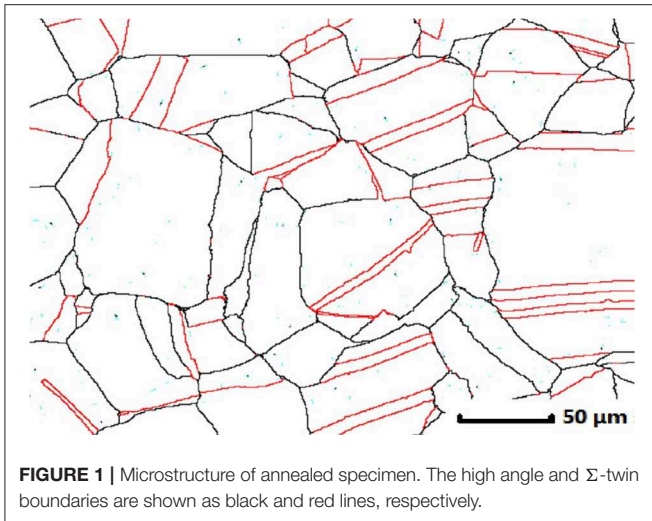 50 µm
FIGURE 1 | Microstructure of annealed specimen. The high angle and Σ-twin
boundaries are shown as black and red lines, respectively.